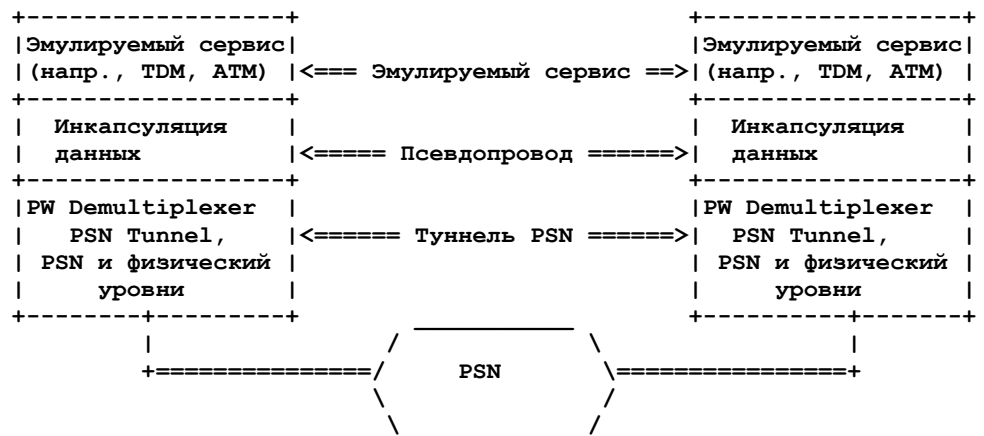 Эмулируемый сервис Эмулируемый сервис
(напр., TDM, ATM) <=== Эмулируемый сервис ==> (напр., TDM, ATM)
Инкапсуляция Инкапсуляция
данных <===== Псевдопровод ======> данных
PW Demultiplexer PW Demultiplexer
PSN Tunnel, <====== Туннель PSN ======> PSN Tunnel,
PSN и физический PSN и физический
уровни уровни
PSN